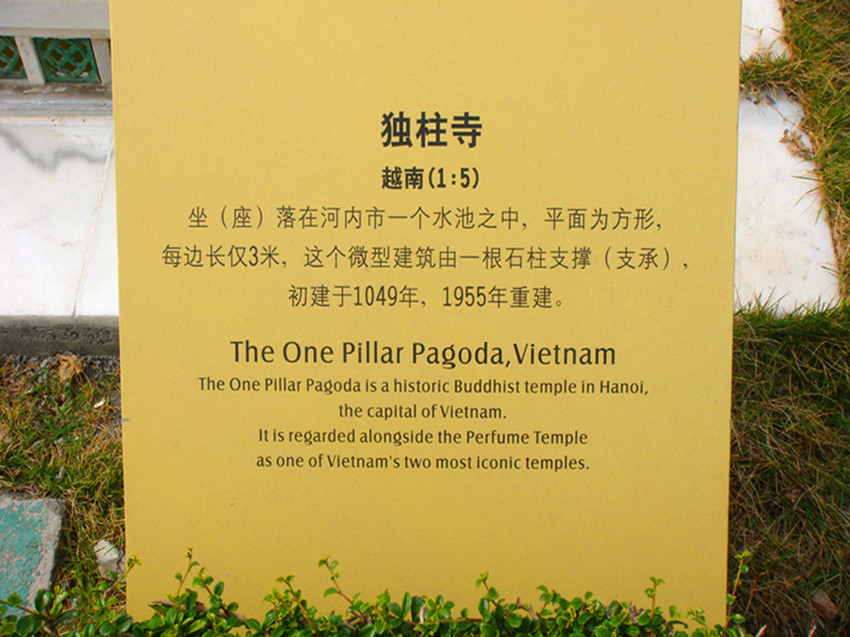 独柱寺
越南(1:5)
坐（座）落在河内市一个水池之中，平面为方形，
每边长仅3米，这个微型建筑由一根石柱支撑（支承），
初建于1049年，1955年重建。
The One Pillar Pagoda,Vietnam
The One Pillar Pagoda is a historic Buddhist temple in Hanoi,
the capital of Vietnam.
It is regarded alongside the Perfume Temple
as one of Vietnam's two most iconic temples.